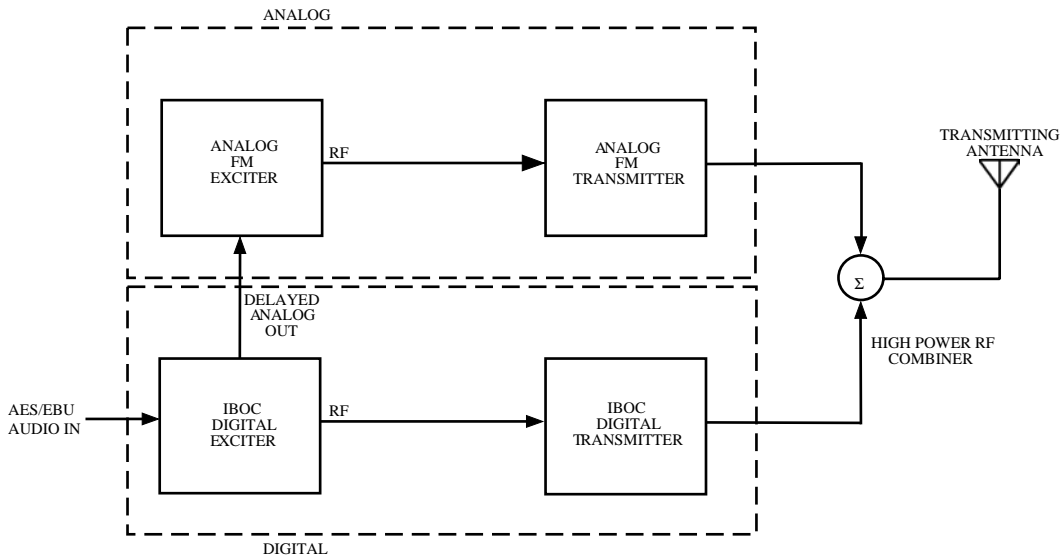 ANALOG
ANALOG
FM
EXCITER
RF
ANALOG
FM
TRANSMITTER
TRANSMITTING
ANTENNA
Σ
DELAYED
ANALOG
OUT
HIGH POWER RF
COMBINER
AES/EBU
AUDIO IN
IBOC
DIGITAL
EXCITER
RF
IBOC
DIGITAL
TRANSMITTER
DIGITAL